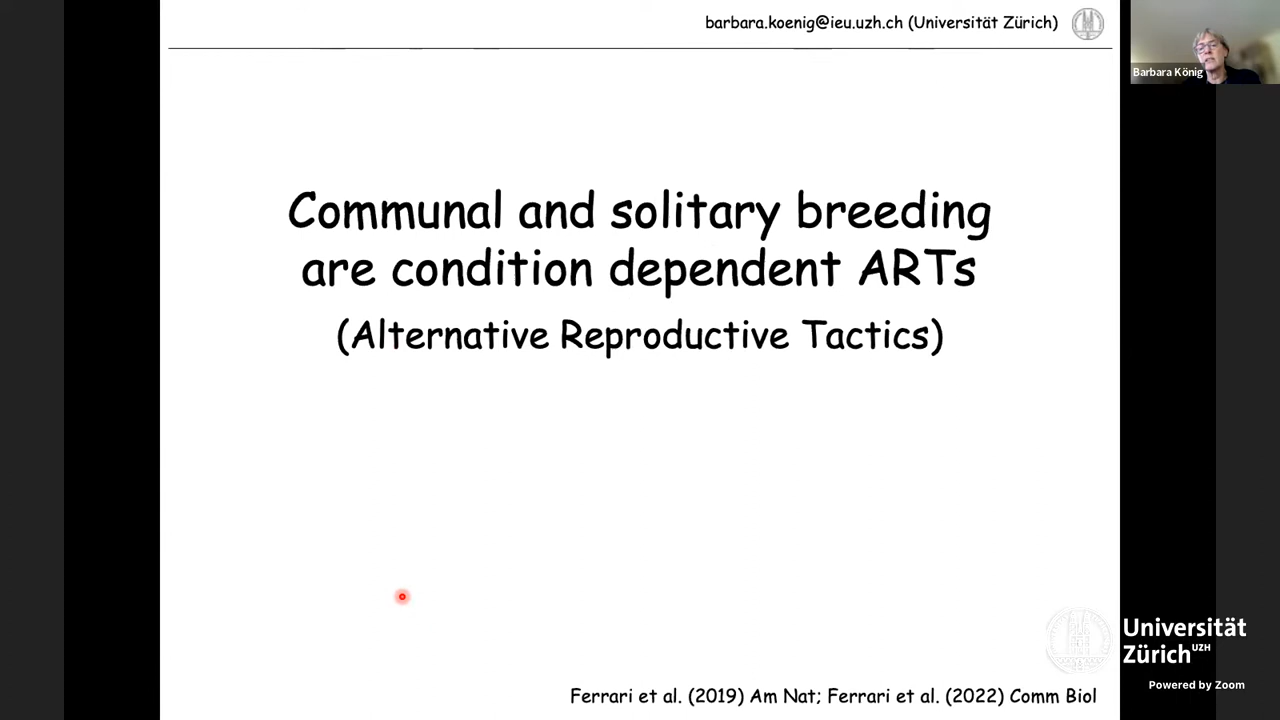 barbara.koenig@ieu.uzh.ch (Universität Zürich)
Barbara König
Communal and solitary breeding
are condition dependent ARTs
(Alternative Reproductive Tactics)
Universität
Zürich UZH
Powered by Zoom
Ferrari et al. (2019) Am Nat; Ferrari et al. (2022) Comm Biol